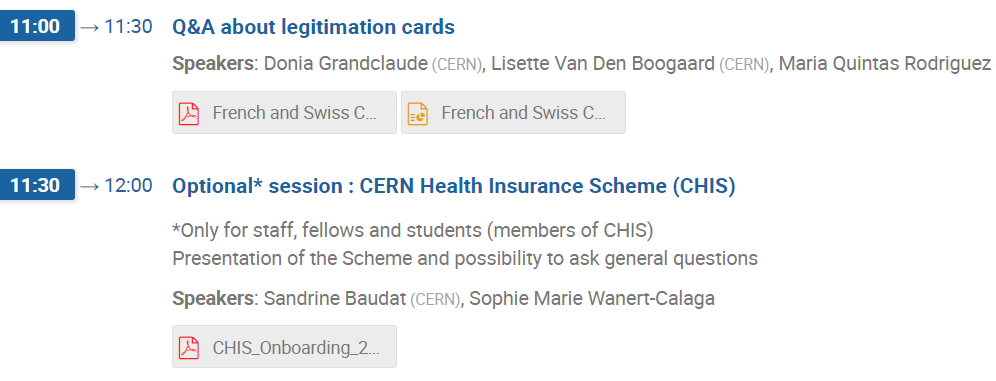 11:00 → 11:30 Q&A about legitimation cards
Speakers: Donia Grandclaude (CERN), Lisette Van Den Boogaard (CERN), Maria Quintas Rodriguez
French and Swiss C... French and Swiss C...
11:30 → 12:00 Optional* session : CERN Health Insurance Scheme (CHIS)
*Only for staff, fellows and students (members of CHIS)
Presentation of the Scheme and possibility to ask general questions
Speakers: Sandrine Baudat (CERN), Sophie Marie Wanert-Calaga
CHIS_Onboarding_2...